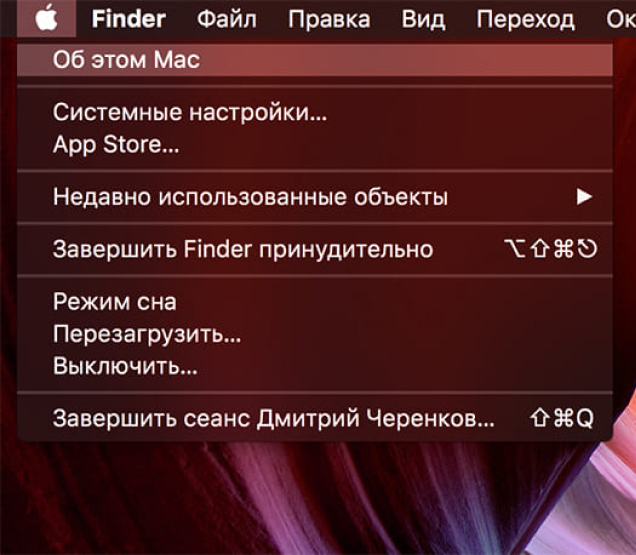 Finder Файл Правка Вид Переход Ок
Об этом Mac
Системные настройки...
App Store...
Недавно использованные объекты ▶
Завершить Finder принудительно ⌥⇧⌘⎋
Режим сна
Перезагрузить...
Выключить...
Завершить сеанс Дмитрий Черенков... ⇧⌘Q